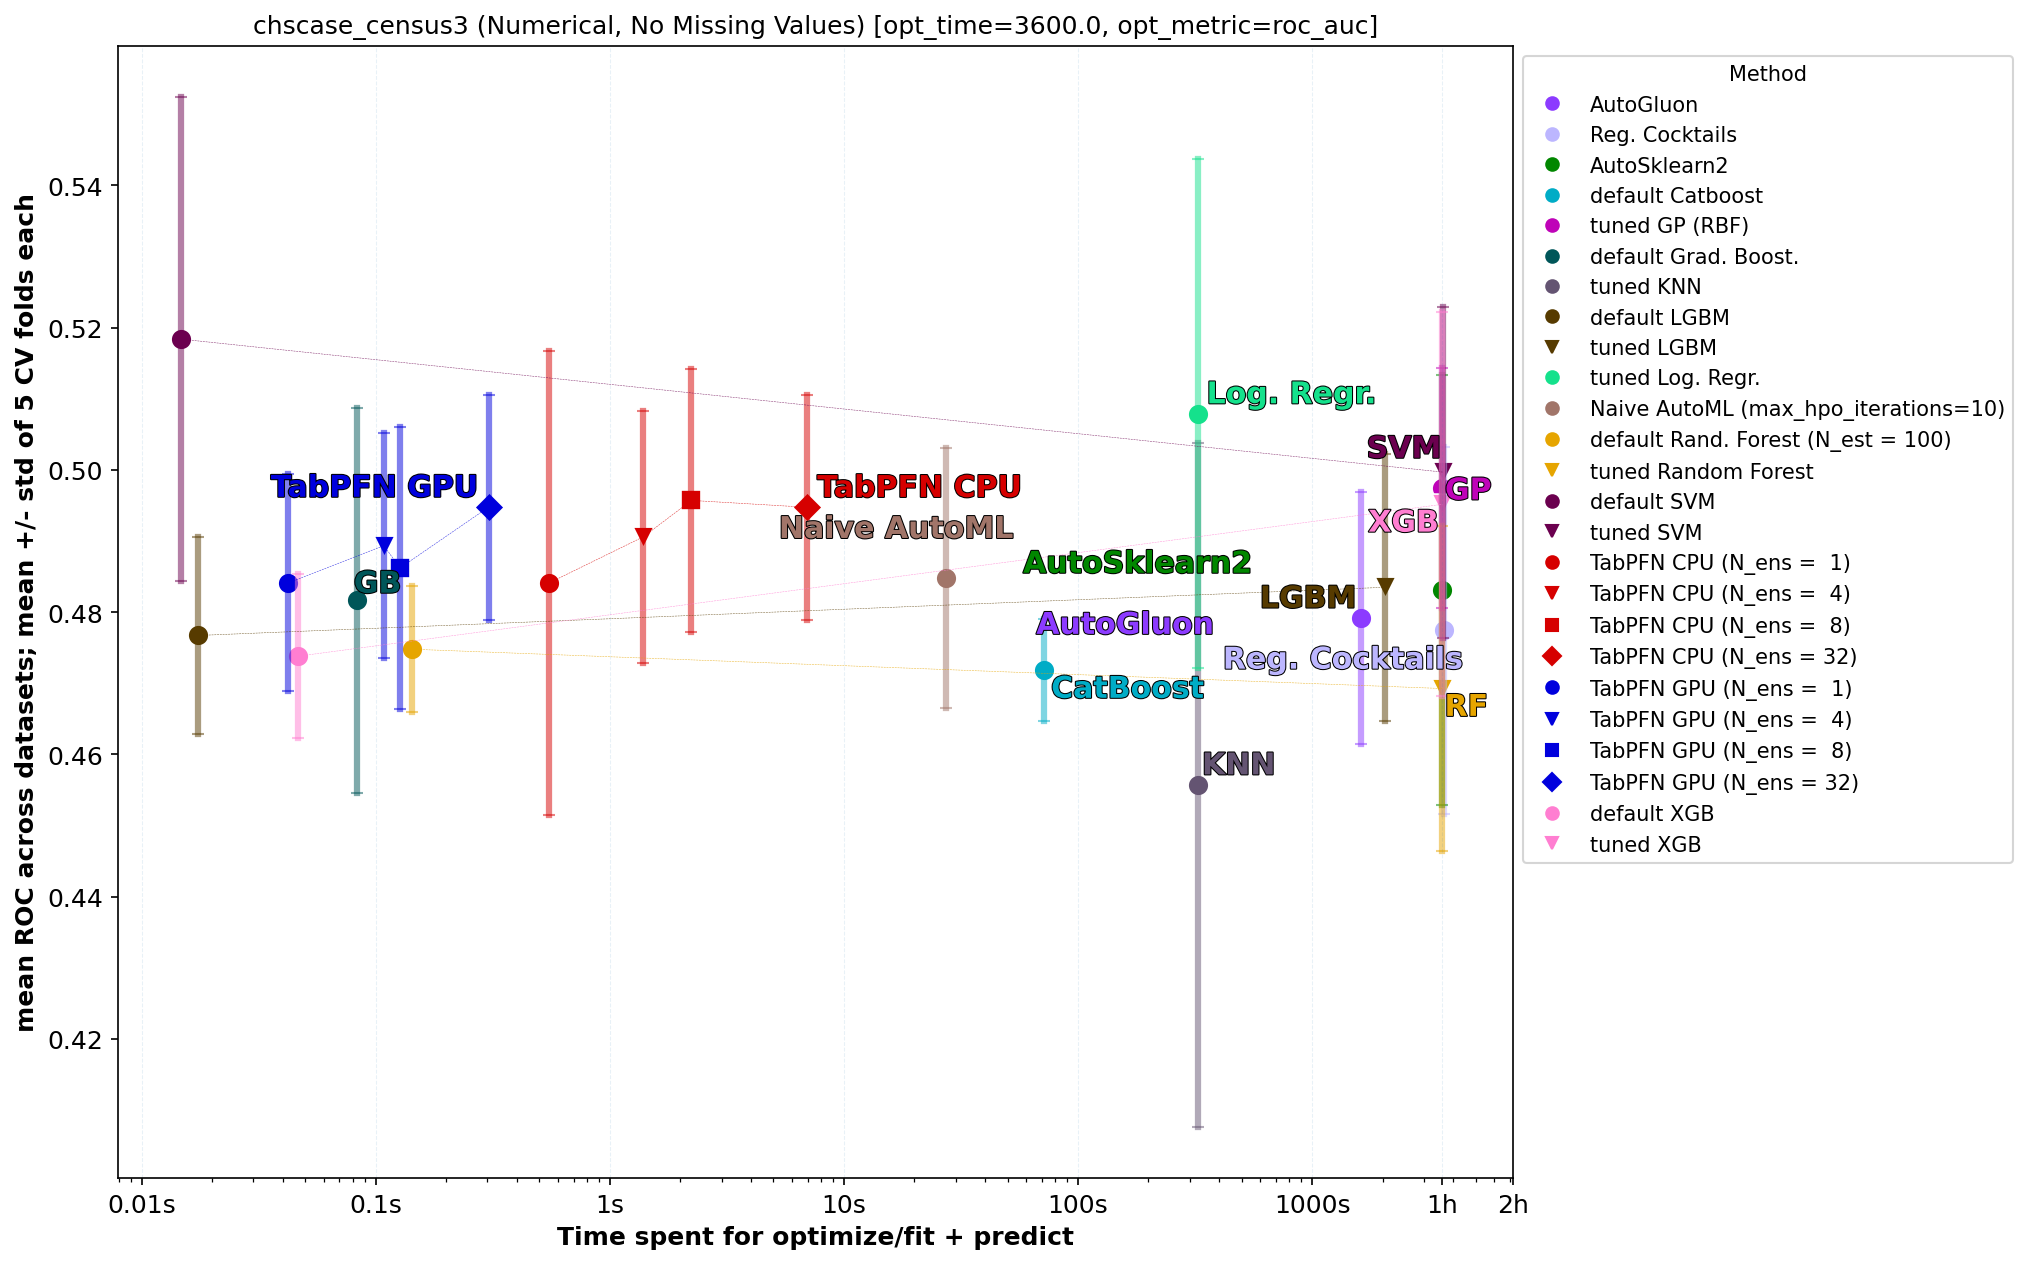 chscase_census3 (Numerical, No Missing Values) [opt_time=3600.0, opt_metric=roc_auc]
mean ROC across datasets; mean +/- std of 5 CV folds each
0.54
0.52
0.50
0.48
0.46
0.44
0.42
Log. Regr.
SVM
TabPFN GPU
TabPFN CPU
GP
XGB
Naive AutoML
AutoSklearn2
GB
LGBM
AutoGluon
Reg. Cocktails
CatBoost
RF
KNN
0.01s
0.1s
1s
10s
100s
1000s
1h
2h
Time spent for optimize/fit + predict
Method
AutoGluon
Reg. Cocktails
AutoSklearn2
default Catboost
tuned GP (RBF)
default Grad. Boost.
tuned KNN
default LGBM
tuned LGBM
tuned Log. Regr.
Naive AutoML (max_hpo_iterations=10)
default Rand. Forest (N_est = 100)
tuned Random Forest
default SVM
tuned SVM
TabPFN CPU (N_ens =  1)
TabPFN CPU (N_ens =  4)
TabPFN CPU (N_ens =  8)
TabPFN CPU (N_ens = 32)
TabPFN GPU (N_ens =  1)
TabPFN GPU (N_ens =  4)
TabPFN GPU (N_ens =  8)
TabPFN GPU (N_ens = 32)
default XGB
tuned XGB